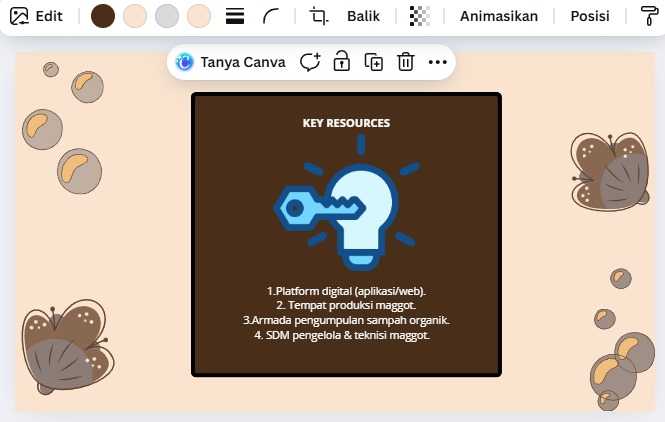 Edit
Balik
Animasikan
Posisi
Tanya Canva
KEY RESOURCES
1.Platform digital (aplikasi/web).
2. Tempat produksi maggot.
3.Armada pengumpulan sampah organik.
4. SDM pengelola & teknisi maggot.